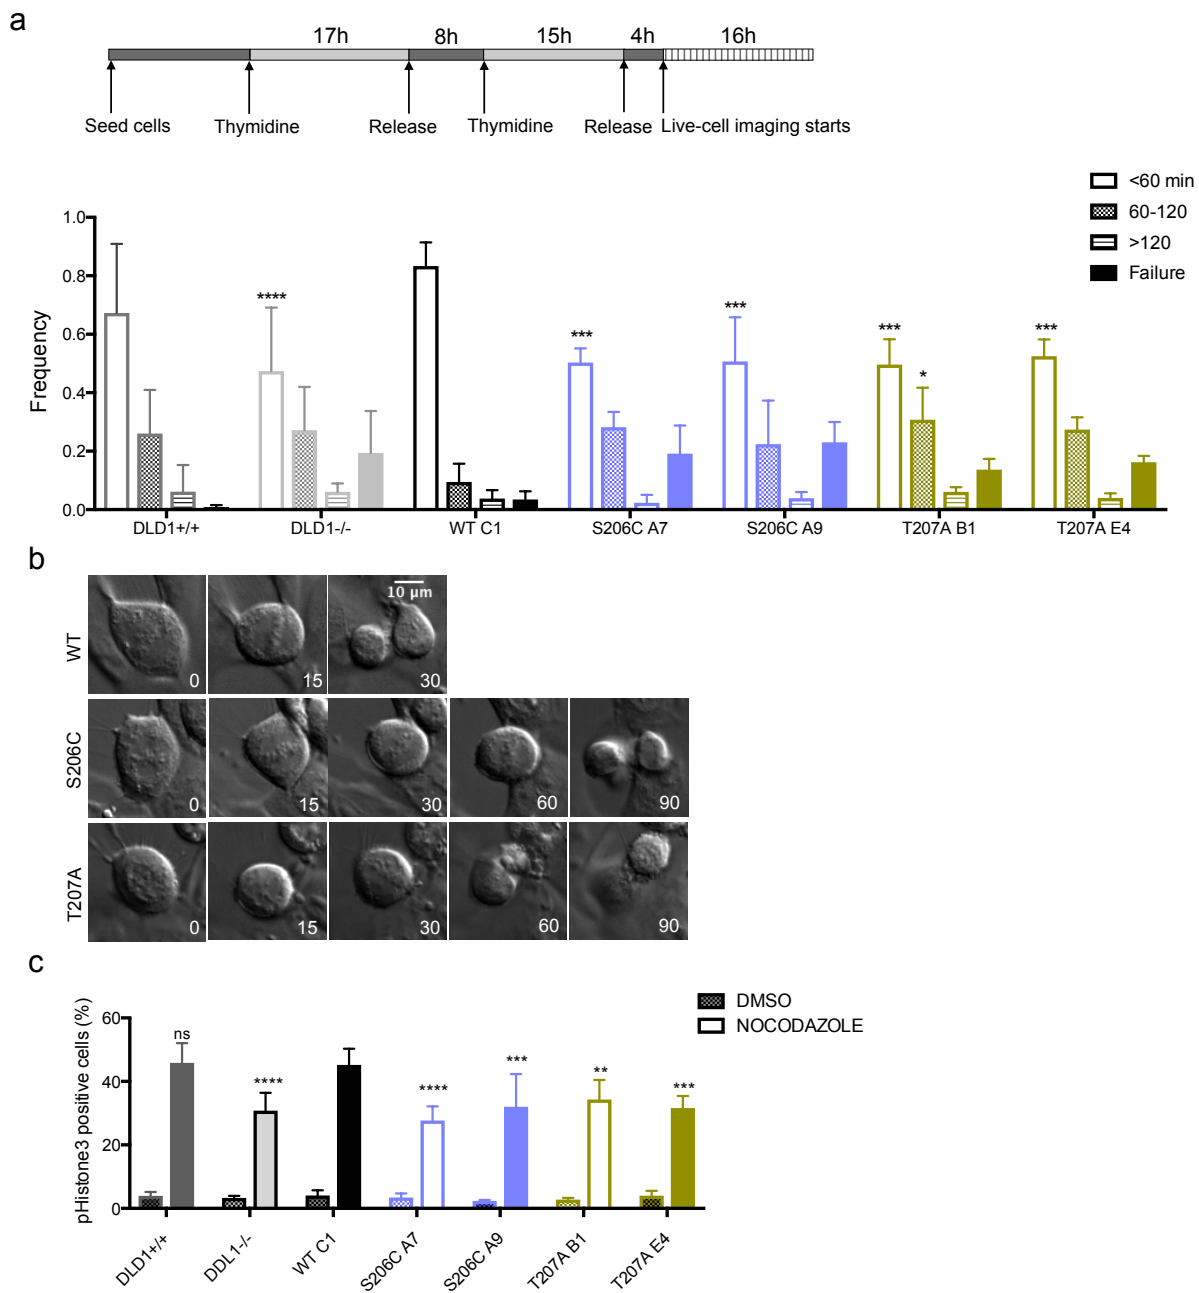 a
17h 8h 15h 4h 16h
Seed cells Thymidine Release Thymidine Release Live-cell imaging starts
<60 min
60-120
>120
Failure
Frequency
1.0
0.8
0.6
0.4
0.2
0.0
**** *** *** *** * ***
DLD1+/+ DLD1-/- WT C1 S206C A7 S206C A9 T207A B1 T207A E4
b
WT
0 15 10 µm 30
S206C
0 15 30 60 90
T207A
0 15 30 60 90
c
DMSO
NOCODAZOLE
pHistone3 positive cells (%)
60
40
20
0
ns **** **** *** ** ***
DLD1+/+ DDL1-/- WT C1 S206C A7 S206C A9 T207A B1 T207A E4